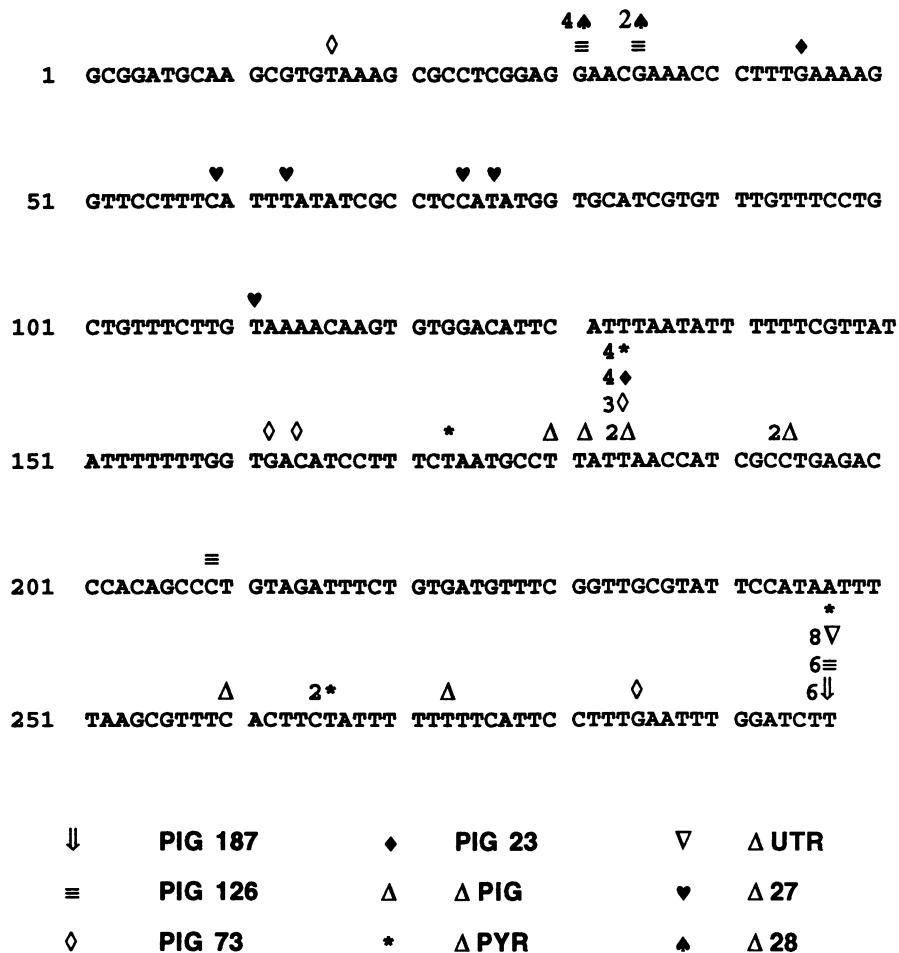 4♠ 2♠
◊ ≡ ≡ ♦
1 GCGGATGCAA GCGTGTAAAG CGCCTCGGAG GAACGAAACC CTTTGAAAAG
♥ ♥ ♥ ♥
51 GTTCCTTTCA TTTATATCGC CTCCATATGG TGCATCGTGT TTGTTTCCTG
♥
101 CTGTTTCTTG TAAAACAAGT GTGGACATTC ATTTAATATT TTTTCGTTAT
4*
4♦
3◊
◊ ◊ * Δ Δ 2Δ 2Δ
151 ATTTTTTTGG TGACATCCTT TCTAATGCCT TATTAACCAT CGCCTGAGAC
≡
201 CCACAGCCCT GTAGATTTCT GTGATGTTTC GGTTGCGTAT TCCATAATTT
*
8∇
6≡
Δ 2* Δ ◊ 6⇓
251 TAAGCGTTTC ACTTCTATTT TTTTTCATTC CTTTGAATTT GGATCTT
⇓ PIG 187 ♦ PIG 23 ∇ Δ UTR
≡ PIG 126 Δ Δ PIG ♥ Δ 27
◊ PIG 73 * Δ PYR ♠ Δ 28